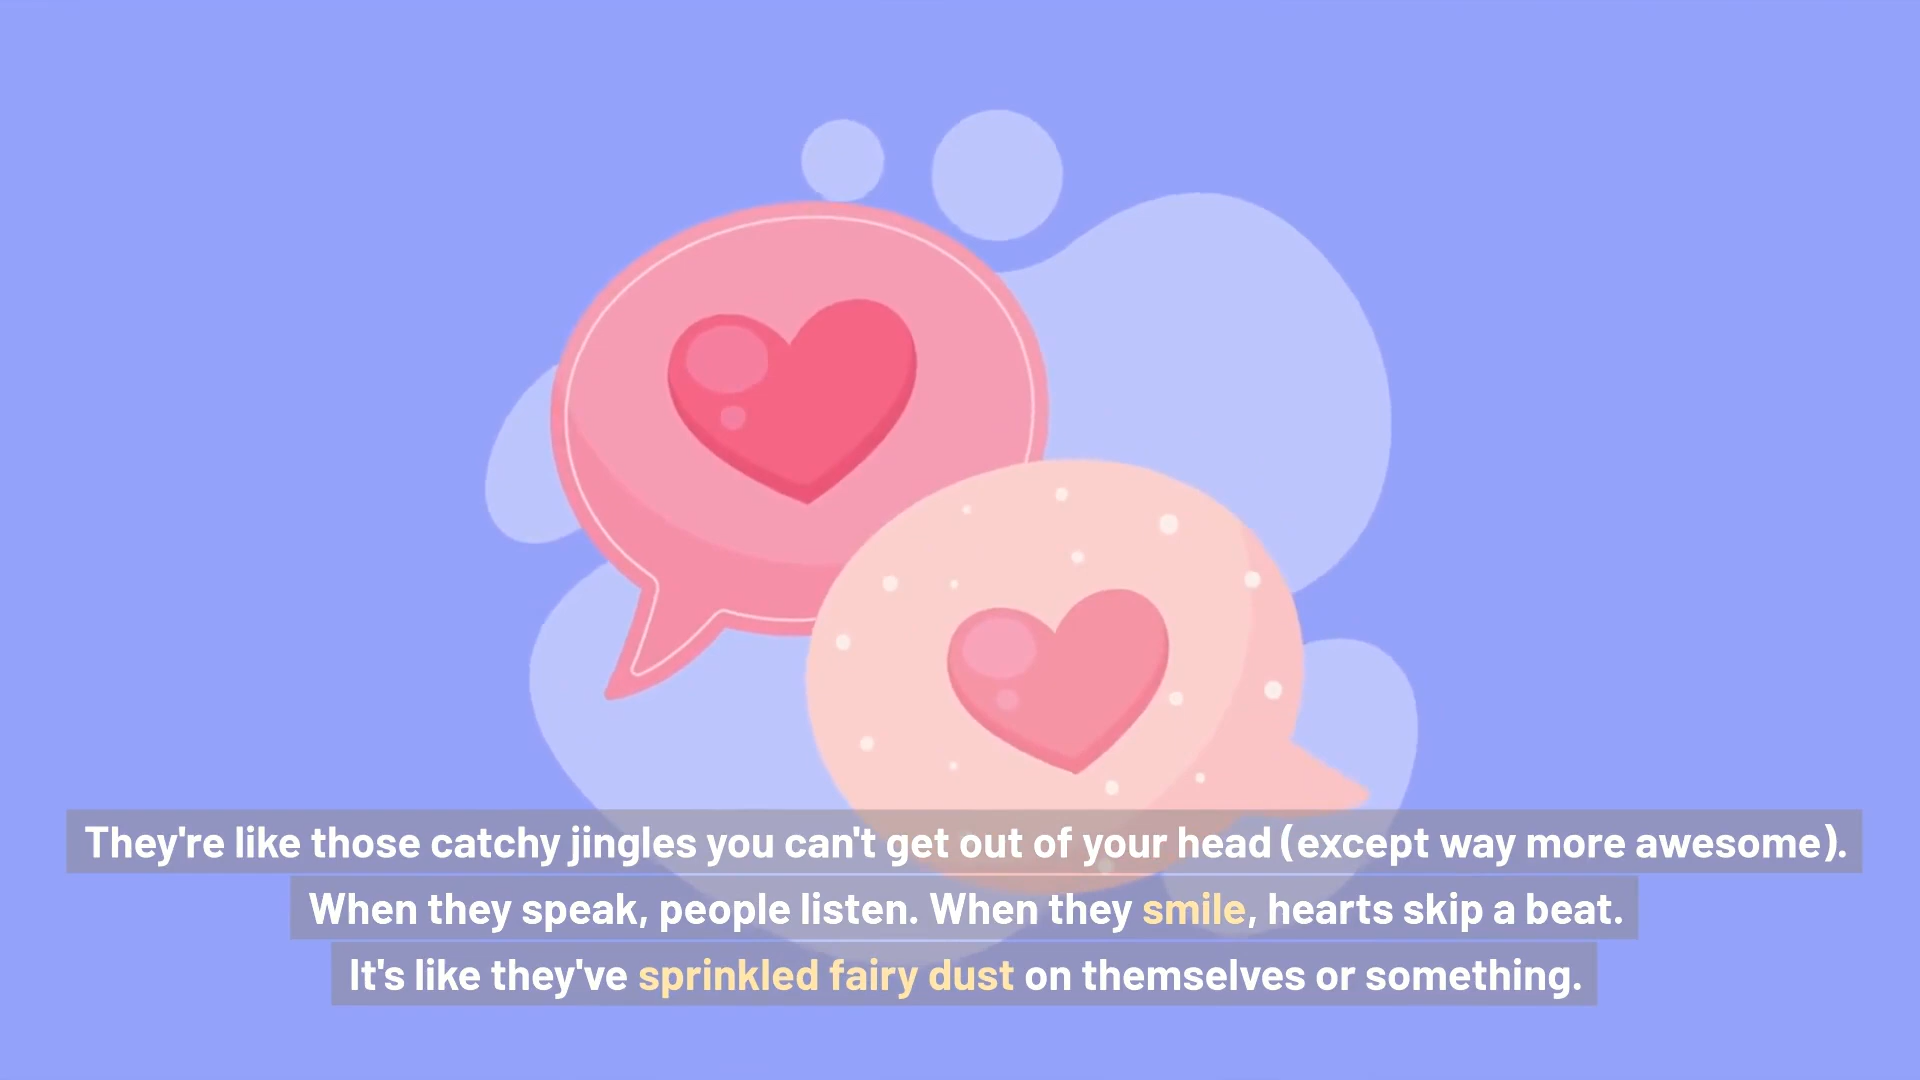 They're like those catchy jingles you can't get out of your head (except way more awesome).
When they speak, people listen. When they smile, hearts skip a beat.
It's like they've sprinkled fairy dust on themselves or something.